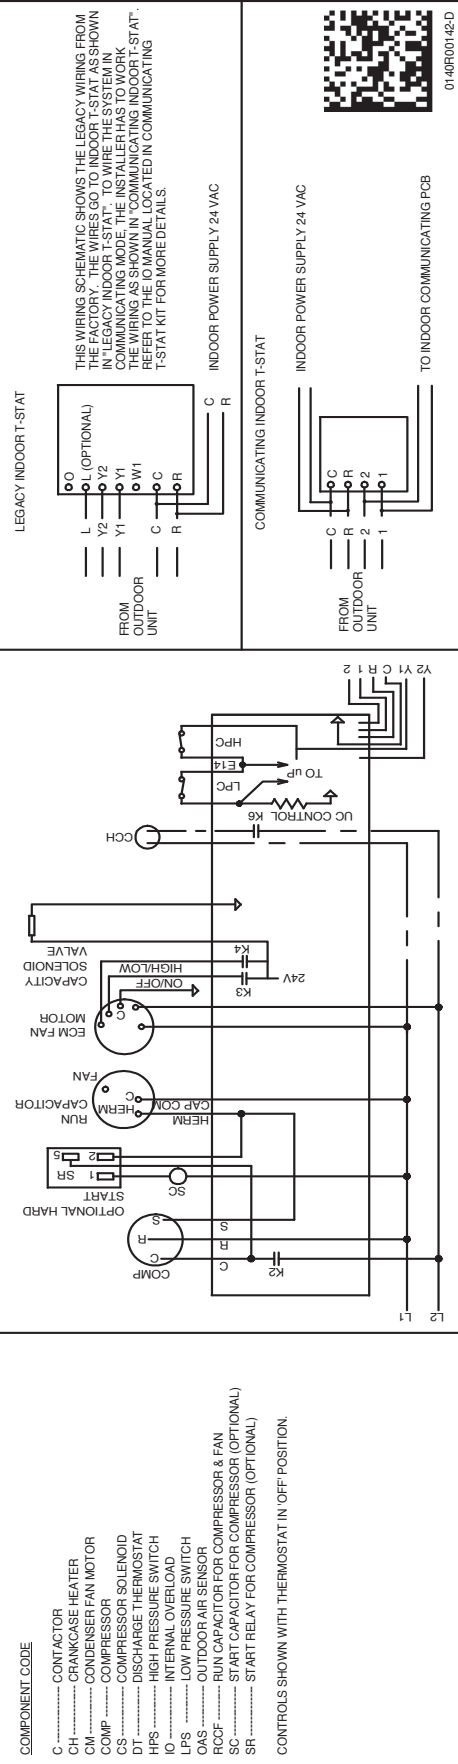 COMPONENT CODE
C ------------ CONTACTOR
CH ---------- CRANKCASE HEATER
CM ---------- CONDENSER FAN MOTOR
COMP ---- COMPRESSOR
CS ---------- COMPRESSOR SOLENOID
DT ---------- DISCHARGE THERMOSTAT
HPS -------- HIGH PRESSURE SWITCH
IO ------------ INTERNAL OVERLOAD
LPS -------- LOW PRESSURE SWITCH
OAS -------- OUTDOOR AIR SENSOR
RCCF ------ RUN CAPACITOR FOR COMPRESSOR & FAN
SC ---------- START CAPACITOR FOR COMPRESSOR (OPTIONAL)
SR ---------- START RELAY FOR COMPRESSOR (OPTIONAL)
CONTROLS SHOWN WITH THERMOSTAT IN 'OFF' POSITION.
L1
L2
COMP
C
R
S
C
R
S
K2
OPTIONAL HARD
START
SR
1
2
5
SC
RUN
CAPACITOR
HERM
C
FAN
HERM
CAP COM
ECM FAN
MOTOR
C
ON/OFF
HIGH/LOW
K3
K4
24V
CAPACITY
SOLENOID
VALVE
CCH
K6
UC CONTROL
TO uP
LPC
E14
HPC
2
1
R
C
Y1
Y2
LEGACY INDOOR T-STAT
O
L (OPTIONAL)
Y2
Y1
W1
C
R
L
Y2
Y1
C
R
FROM
OUTDOOR
UNIT
C
R
INDOOR POWER SUPPLY 24 VAC
THIS WIRING SCHEMATIC SHOWS THE LEGACY WIRING FROM
THE FACTORY. THE WIRES GO TO INDOOR T-STAT AS SHOWN
IN "LEGACY INDOOR T-STAT". TO WIRE THE SYSTEM IN
COMMUNICATING MODE, THE INSTALLER HAS TO WORK
THE WIRING AS SHOWN IN "COMMUNICATING INDOOR T-STAT".
REFER TO THE IO MANUAL LOCATED IN COMMUNICATING
T-STAT KIT FOR MORE DETAILS.
COMMUNICATING INDOOR T-STAT
C
R
2
1
C
R
2
1
FROM
OUTDOOR
UNIT
INDOOR POWER SUPPLY 24 VAC
TO INDOOR COMMUNICATING PCB
0140R00142-D